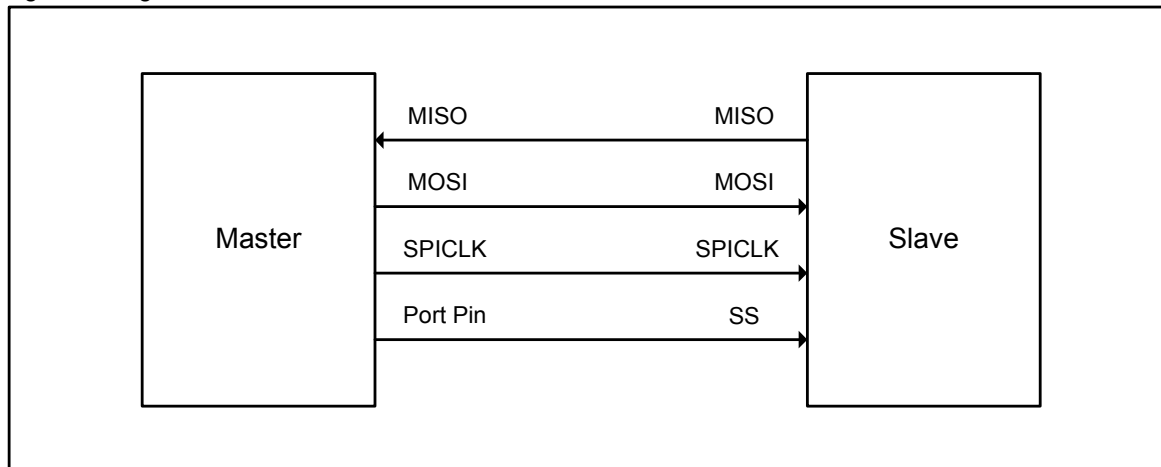 MISO MISO
MOSI MOSI
Master Slave
SPICLK SPICLK
Port Pin SS